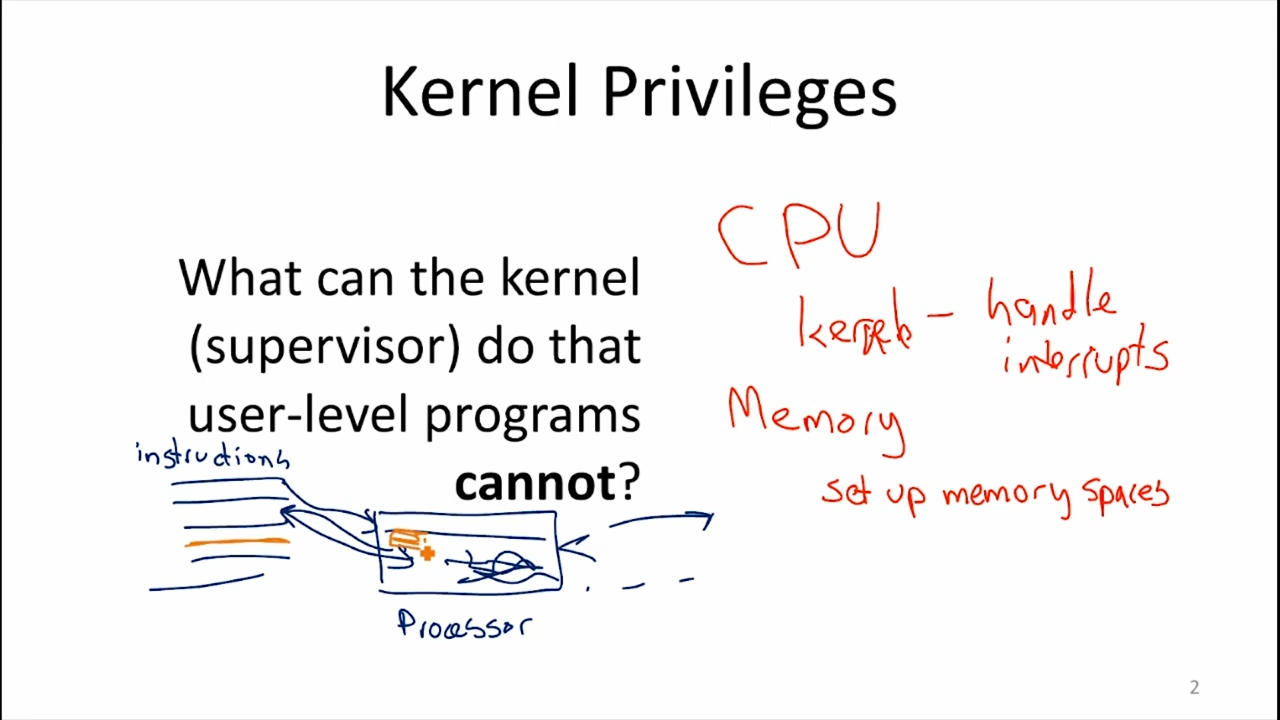 Kernel Privileges
What can the kernel
(supervisor) do that
user-level programs
cannot?
CPU
handle
interrupts
Memory
set up memory spaces
instructions
Processor
2